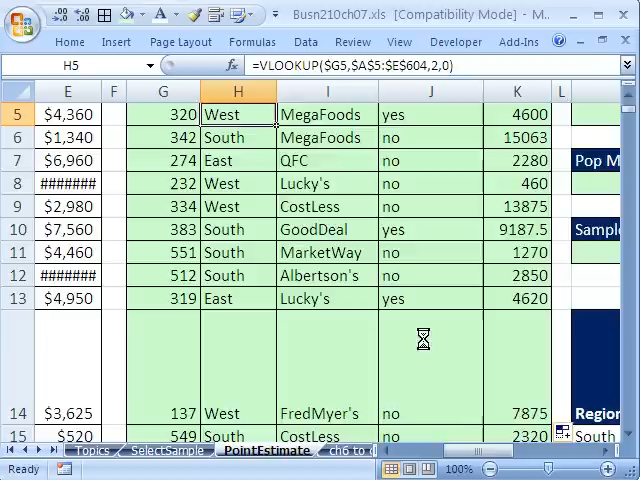 Busn210ch07.xls [Compatibility Mode] - M...
Home Insert Page Layout Formulas Data Review View Developer Add-Ins
H5 fx =VLOOKUP($G5,$A$5:$E$604,2,0)
E F G H I J K L
5 $4,360 320 West MegaFoods yes 4600
6 $1,340 342 South MegaFoods no 15063
7 $6,960 274 East QFC no 2280 Pop M
8 ####### 232 West Lucky's no 460
9 $2,980 334 West CostLess no 13875
10 $7,560 383 South GoodDeal yes 9187.5 Sample
11 $4,460 551 South MarketWay no 1270
12 ####### 512 South Albertson's no 2850
13 $4,950 319 East Lucky's yes 4620
14 $3,625 137 West FredMyer's no 7875 Region
15 $520 549 South CostLess no 2320 South
Topics SelectSample PointEstimate ch6 to c
Ready 100%